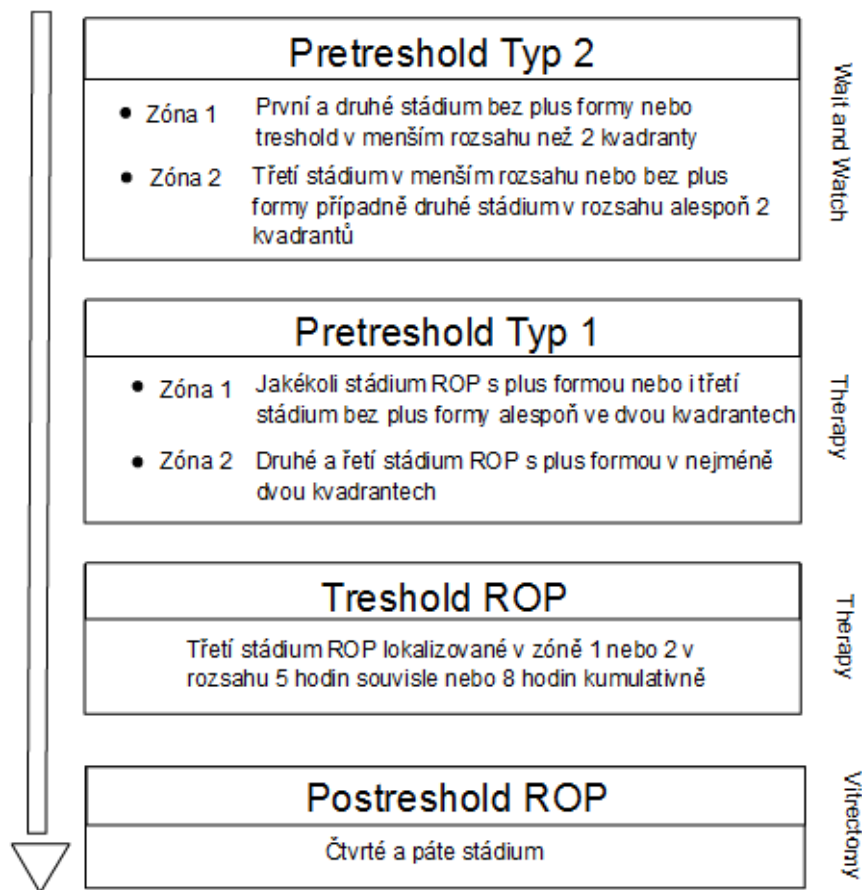 Pretreshold Typ 2
• Zóna 1 První a druhé stádium bez plus formy nebo
treshold v menším rozsahu než 2 kvadranty
• Zóna 2 Třetí stádium v menším rozsahu nebo bez plus
formy případně druhé stádium v rozsahu alespoň 2
kvadrantů
Wait and Watch
Pretreshold Typ 1
• Zóna 1 Jakékoli stádium ROP s plus formou nebo i třetí
stádium bez plus formy alespoň ve dvou kvadrantech
• Zóna 2 Druhé a řetí stádium ROP s plus formou v nejméně
dvou kvadrantech
Therapy
Treshold ROP
Třetí stádium ROP lokalizované v zóně 1 nebo 2 v
rozsahu 5 hodin souvisle nebo 8 hodin kumulativně
Therapy
Postreshold ROP
Čtvrté a páte stádium
Vitrectomy